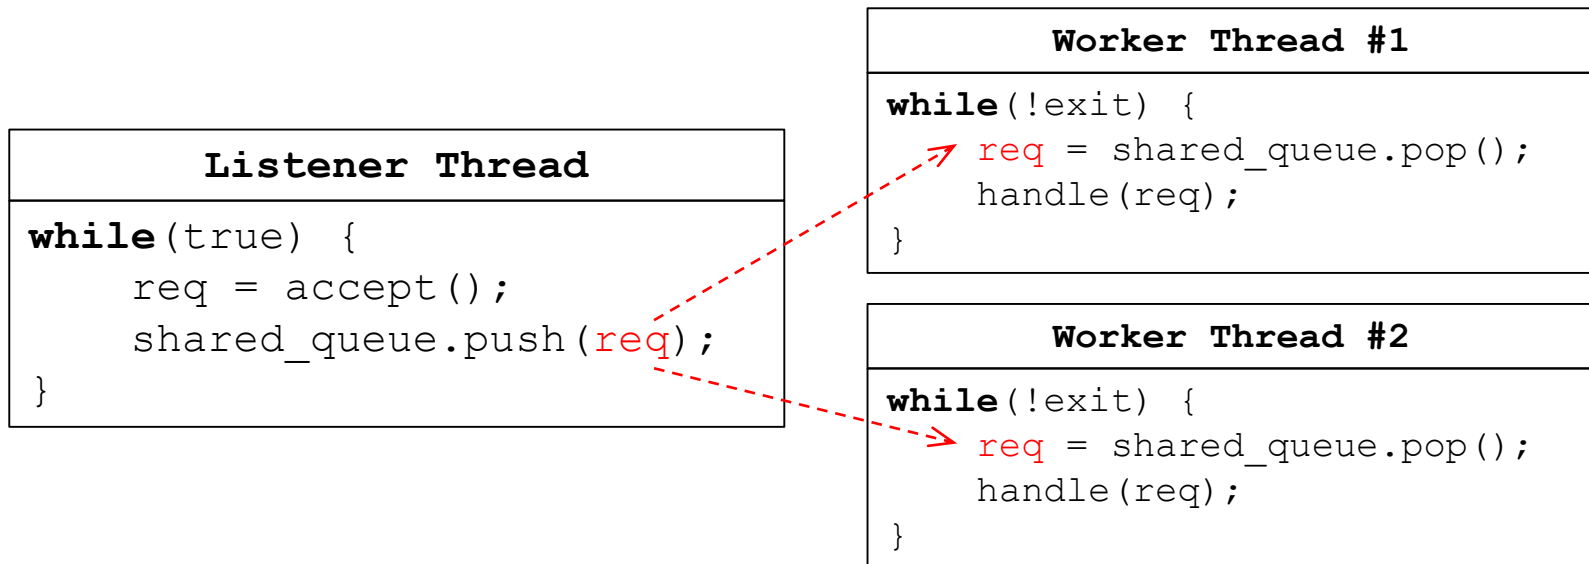 Listener Thread
while(true) {
    req = accept();
    shared_queue.push(req);
}
Worker Thread #1
while(!exit) {
    req = shared_queue.pop();
    handle(req);
}
Worker Thread #2
while(!exit) {
    req = shared_queue.pop();
    handle(req);
}